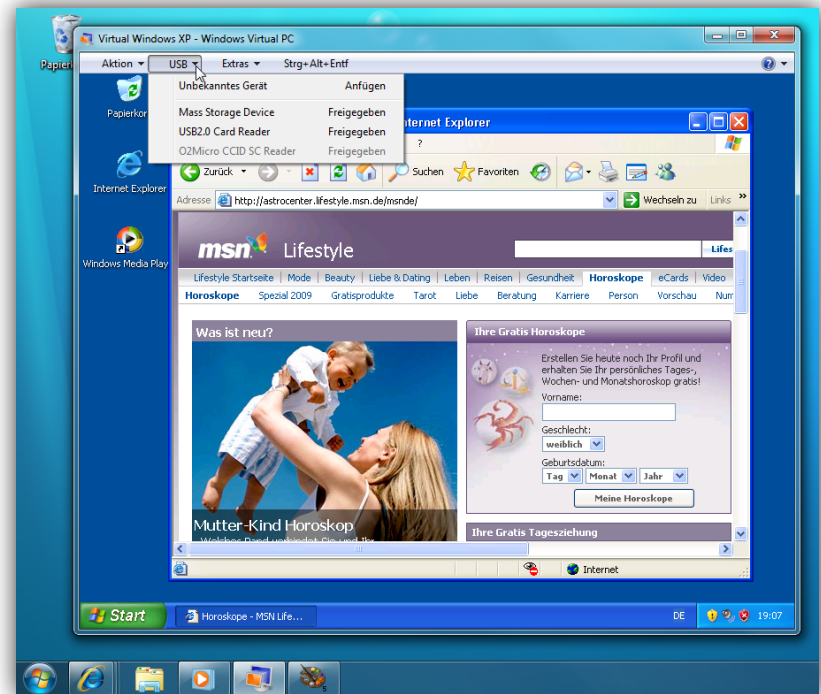 Virtual Windows XP - Windows Virtual PC
Aktion USB Extras Strg+Alt+Entf
Unbekanntes Gerät Anfügen
Mass Storage Device Freigegeben
USB2.0 Card Reader Freigegeben
O2Micro CCID SC Reader Freigegeben
Internet Explorer
?
Internet Explorer
Windows Media Play
Zurück Suchen Favoriten
Adresse http://astrocenter.lifestyle.msn.de/msnde/ Wechseln zu Links »
msn Lifestyle
Lifestyle Startseite | Mode | Beauty | Liebe & Dating | Leben | Reisen | Gesundheit Horoskope eCards | Video
Horoskope Spezial 2009 Gratisprodukte Tarot Liebe Beratung Karriere Person Vorschau
Was ist neu?
Mutter-Kind Horoskop
Ihre Gratis Horoskope
Erstellen Sie heute noch Ihr Profil und
erhalten Sie Ihr persönliches Tages-,
Wochen- und Monatshoroskop gratis!
Vorname:
Geschlecht:
weiblich
Geburtsdatum:
Tag Monat Jahr
Meine Horoskope
Ihre Gratis Tagesziehung
Internet
Start Horoskope - MSN Life... DE 19:07